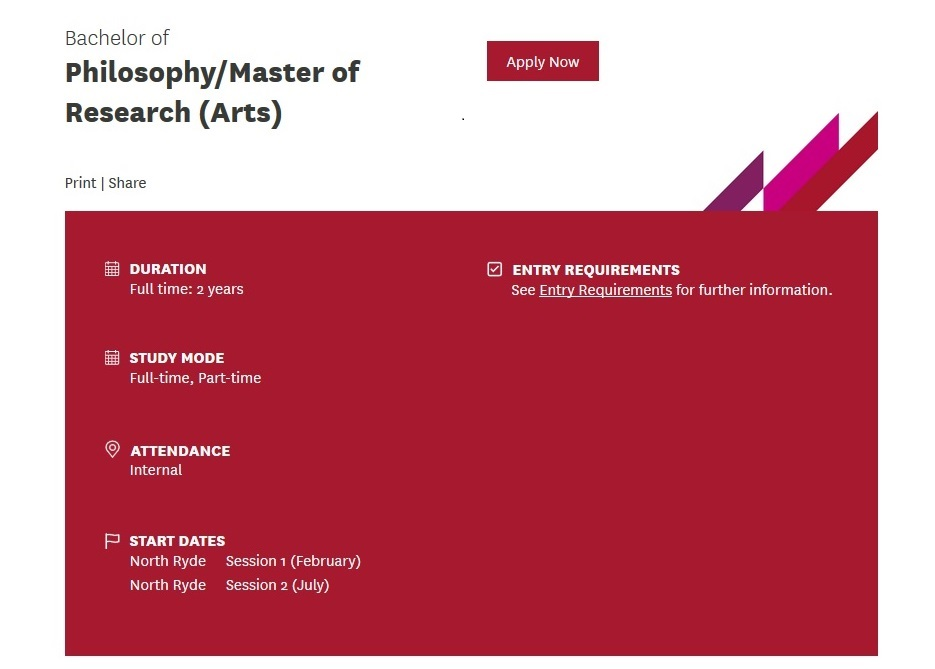 Bachelor of
Philosophy/Master of
Research (Arts)
Apply Now
.
Print | Share
DURATION
Full time: 2 years
ENTRY REQUIREMENTS
See Entry Requirements for further information.
STUDY MODE
Full-time, Part-time
ATTENDANCE
Internal
START DATES
North Ryde Session 1 (February)
North Ryde Session 2 (July)